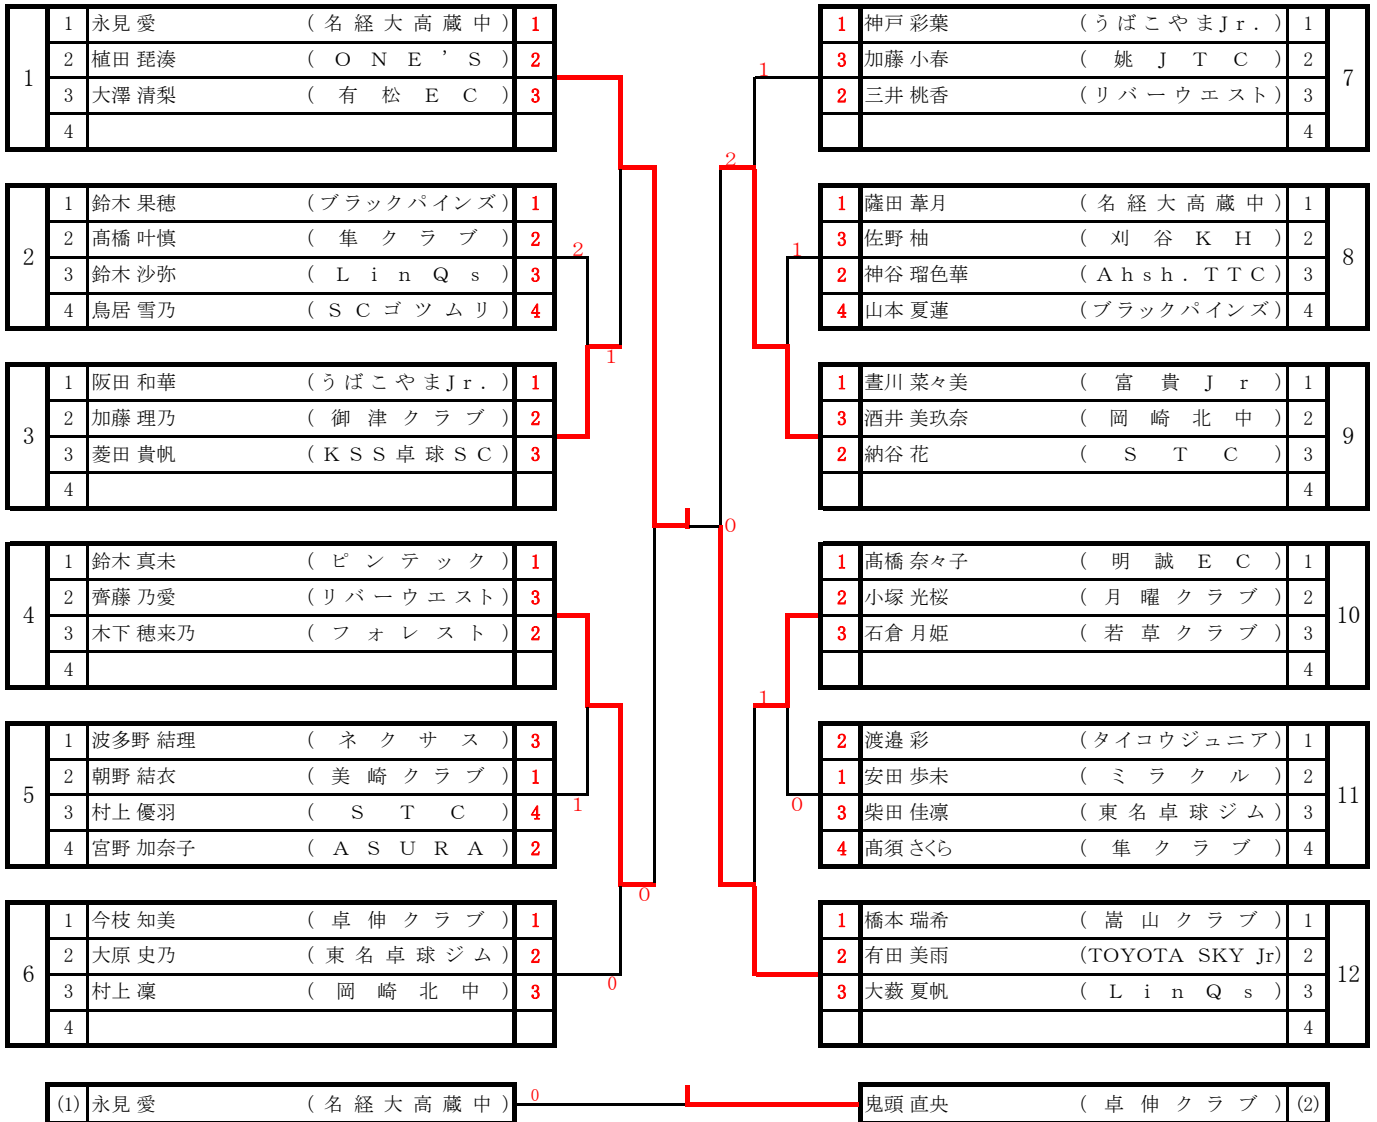 1 永見 愛 (名経大高蔵中) 1
2 植田 琵湊 (ONE'S) 2
1
3 大澤 清梨 (有松EC) 3
4
1 鈴木 果穂 (ブラックパインズ) 1
2 髙橋 叶慎 (隼クラブ) 2
2
3 鈴木 沙弥 (LinQs) 3
4 鳥居 雪乃 (SCゴツムリ) 4
2
1
1 阪田 和華 (うばこやまJr.) 1
2 加藤 理乃 (御津クラブ) 2
3
3 菱田 貴帆 (KSS卓球SC) 3
4
1 鈴木 真未 (ピンテック) 1
2 齊藤 乃愛 (リバーウエスト) 3
4
3 木下 穂来乃 (フォレスト) 2
4
1 波多野 結理 (ネクサス) 3
2 朝野 結衣 (美崎クラブ) 1
5
3 村上 優羽 (STC) 4
4 宮野 加奈子 (ASURA) 2
1
0
1 今枝 知美 (卓伸クラブ) 1
2 大原 史乃 (東名卓球ジム) 2
6
3 村上 凜 (岡崎北中) 3
4
0
1 神戸 彩葉 (うばこやまJr.) 1
3 加藤 小春 (姚JTC) 2
7
2 三井 桃香 (リバーウエスト) 3
4
1
2
1 薩田 葦月 (名経大高蔵中) 1
3 佐野 柚 (刈谷KH) 2
8
2 神谷 瑠色華 (Ahsh.TTC) 3
4 山本 夏蓮 (ブラックパインズ) 4
1
1 晝川 菜々美 (富貴Jr) 1
3 酒井 美玖奈 (岡崎北中) 2
9
2 納谷 花 (STC) 3
4
0
1 髙橋 奈々子 (明誠EC) 1
2 小塚 光桜 (月曜クラブ) 2
10
3 石倉 月姫 (若草クラブ) 3
4
1
2 渡邉 彩 (タイコウジュニア) 1
1 安田 歩未 (ミラクル) 2
11
3 柴田 佳凛 (東名卓球ジム) 3
4 髙須 さくら (隼クラブ) 4
0
1 橋本 瑞希 (嵩山クラブ) 1
2 有田 美雨 (TOYOTA SKY Jr) 2
12
3 大薮 夏帆 (LinQs) 3
4
(1) 永見 愛 (名経大高蔵中) 0
鬼頭 直央 (卓伸クラブ) (2)